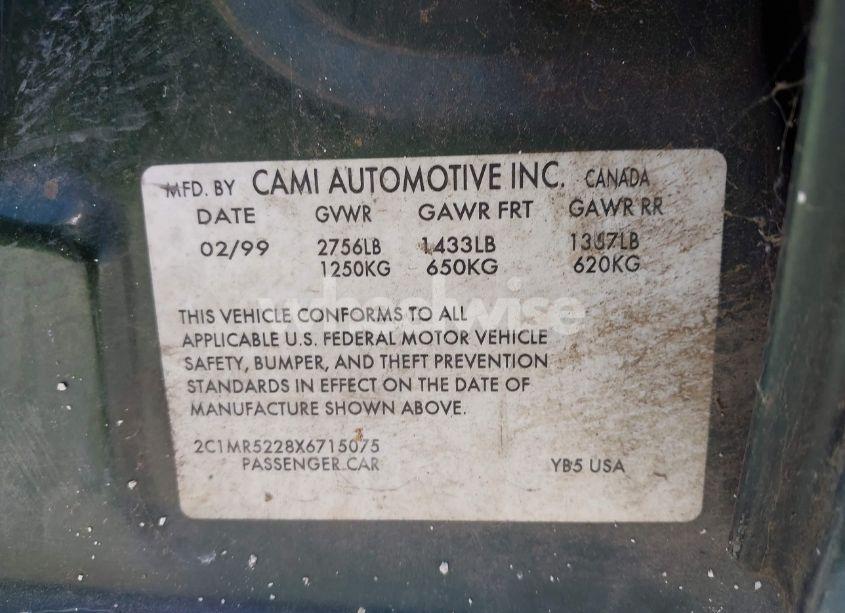 MFD. BY CAMI AUTOMOTIVE INC. CANADA
DATE GVWR GAWR FRT GAWR RR
02/99 2756LB 1433LB 1367LB
1250KG 650KG 620KG
wheelwise
THIS VEHICLE CONFORMS TO ALL
APPLICABLE U.S. FEDERAL MOTOR VEHICLE
SAFETY, BUMPER, AND THEFT PREVENTION
STANDARDS IN EFFECT ON THE DATE OF
MANUFACTURE SHOWN ABOVE.
2C1MR5228X6715075
PASSENGER CAR YB5 USA